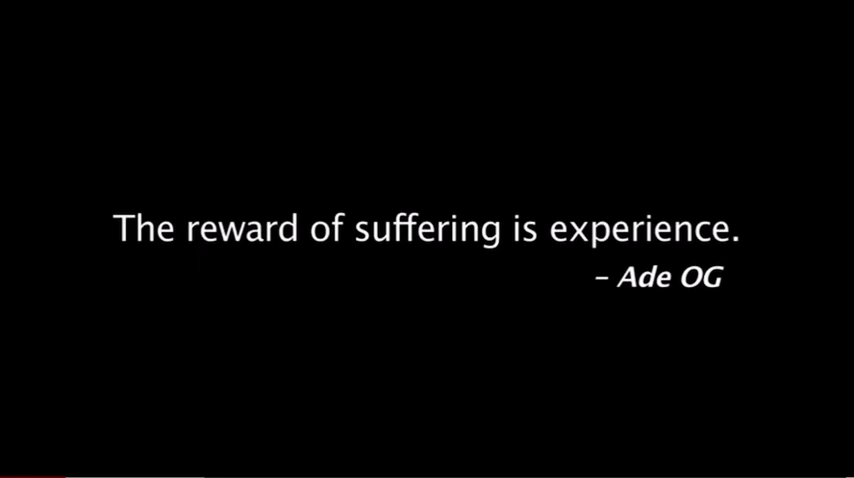 The reward of suffering is experience.
– Ade OG